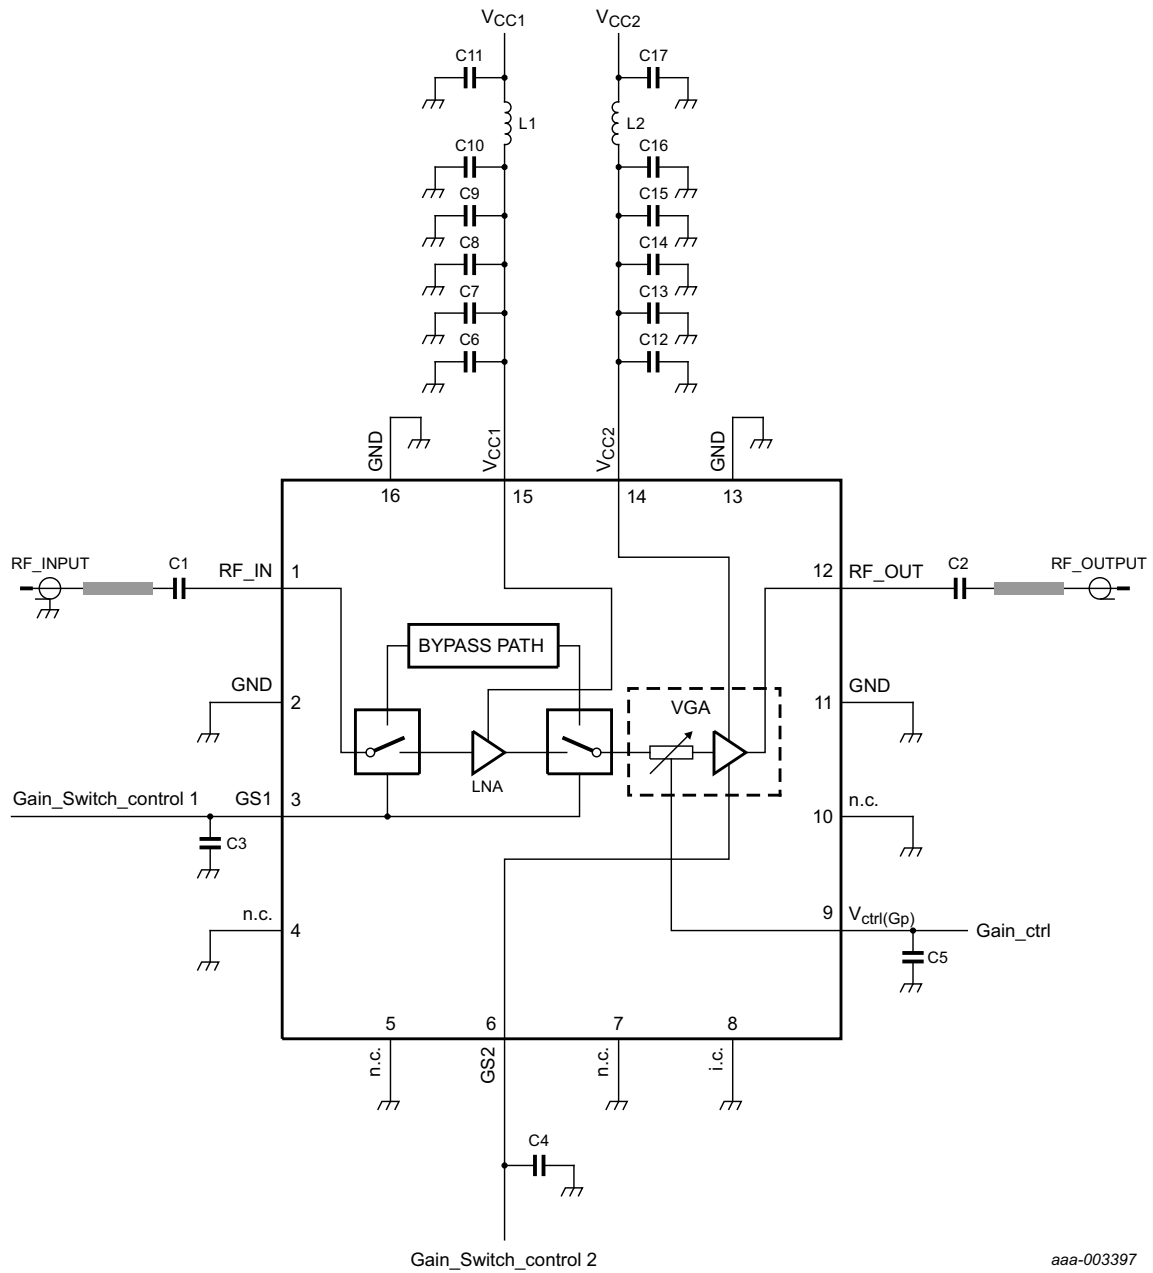 VCC1
VCC2
C11
C17
L1
L2
C10
C16
C9
C15
C8
C14
C7
C13
C6
C12
GND
VCC1
VCC2
GND
16
15
14
13
RF_INPUT
C1
RF_IN
1
12
RF_OUT
C2
RF_OUTPUT
BYPASS PATH
GND
2
VGA
11
GND
LNA
Gain_Switch_control 1
GS1
3
C3
10
n.c.
n.c.
4
9
Vctrl(Gp)
Gain_ctrl
C5
5
6
7
8
n.c.
GS2
n.c.
i.c.
C4
Gain_Switch_control 2
aaa-003397